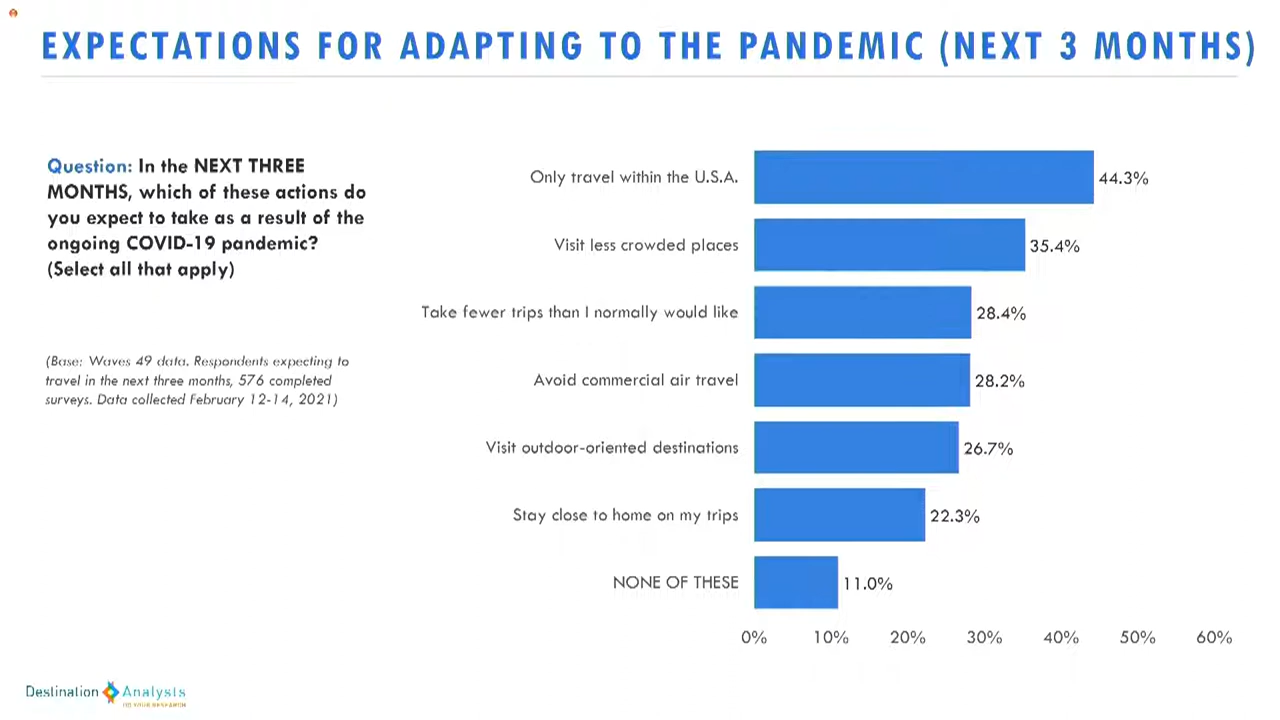 EXPECTATIONS FOR ADAPTING TO THE PANDEMIC (NEXT 3 MONTHS)
Question: In the NEXT THREE
MONTHS, which of these actions do
you expect to take as a result of the
ongoing COVID-19 pandemic?
(Select all that apply)
(Base: Waves 49 data. Respondents expecting to
travel in the next three months, 576 completed
surveys. Data collected February 12-14, 2021)
Only travel within the U.S.A. 44.3%
Visit less crowded places 35.4%
Take fewer trips than I normally would like 28.4%
Avoid commercial air travel 28.2%
Visit outdoor-oriented destinations 26.7%
Stay close to home on my trips 22.3%
NONE OF THESE 11.0%
0% 10% 20% 30% 40% 50% 60%
Destination Analysts
YOUR RESEARCH